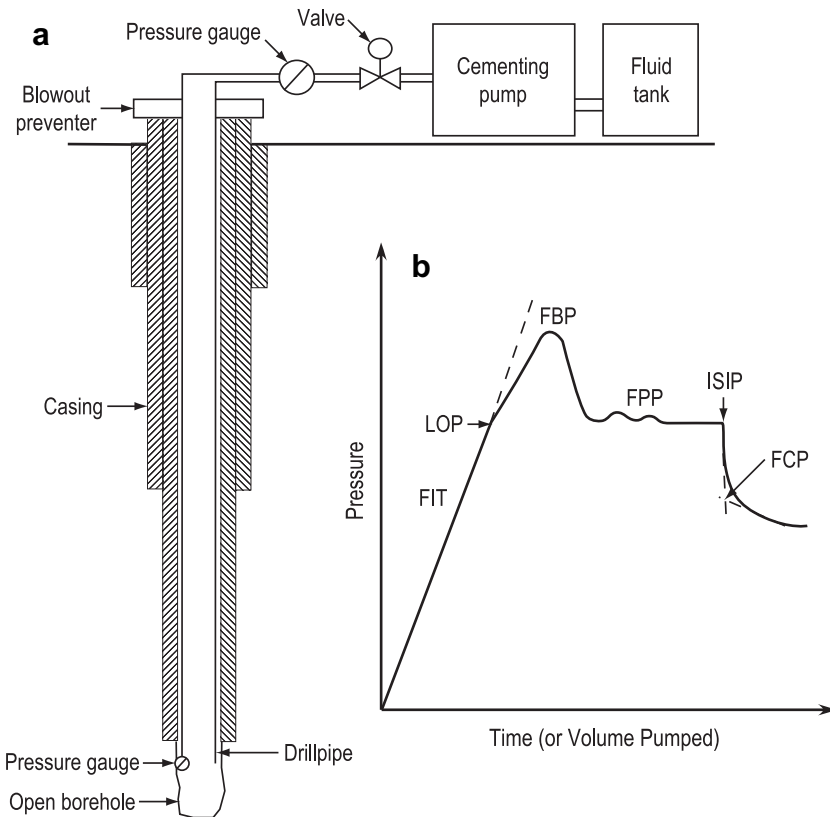 a
Pressure gauge
Valve
Cementing
pump
Fluid
tank
Blowout
preventer
Casing
Pressure gauge
Open borehole
Drillpipe
b
FBP
ISIP
FPP
LOP
FCP
FIT
Pressure
Time (or Volume Pumped)